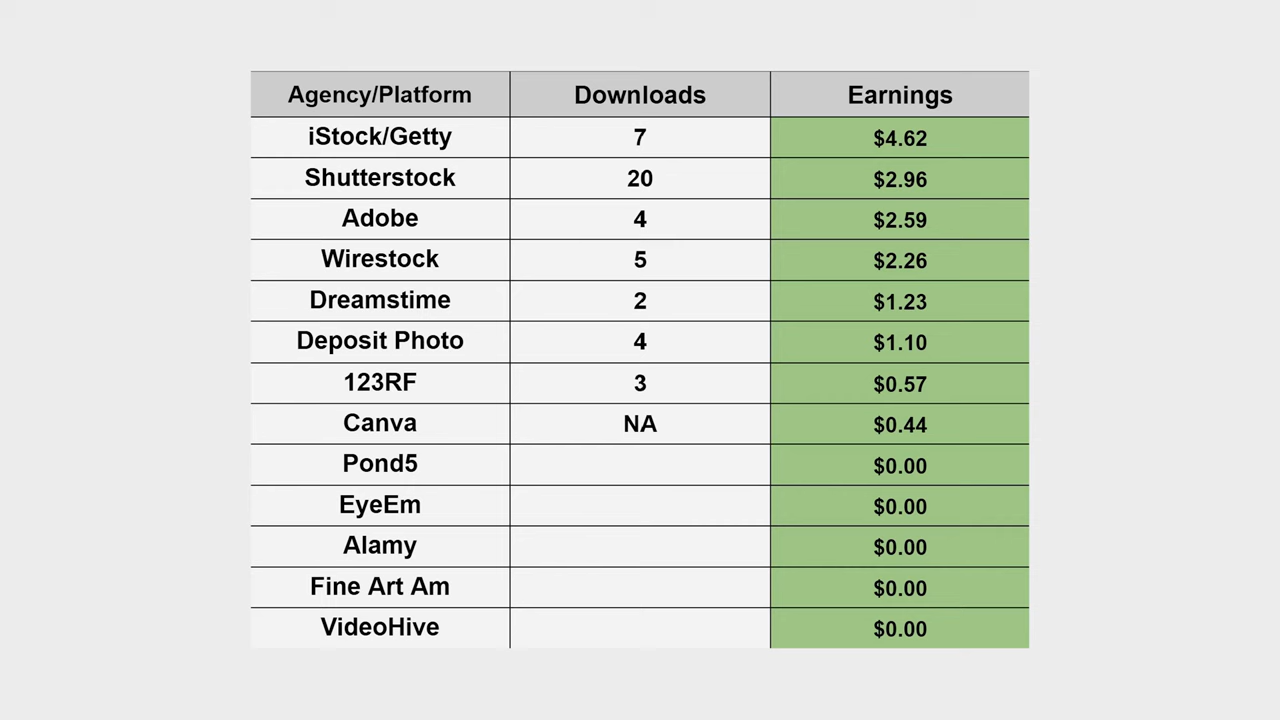 Agency/Platform Downloads Earnings
iStock/Getty 7 $4.62
Shutterstock 20 $2.96
Adobe 4 $2.59
Wirestock 5 $2.26
Dreamstime 2 $1.23
Deposit Photo 4 $1.10
123RF 3 $0.57
Canva NA $0.44
Pond5 $0.00
EyeEm $0.00
Alamy $0.00
Fine Art Am $0.00
VideoHive $0.00